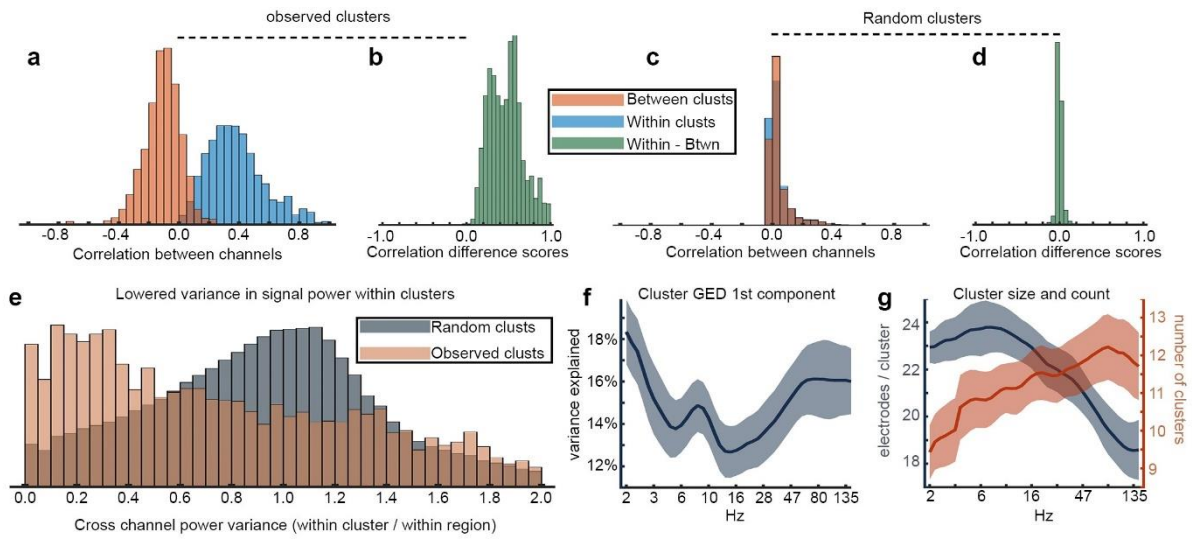 observed clusters
Random clusters
a
b
c
d
Between clusts
Within clusts
Within - Btwn
-0.8 -0.4 0.0 0.4 0.8
Correlation between channels
-1.0 0.0 1.0
Correlation difference scores
-0.8 -0.4 0.0 0.4 0.8
Correlation between channels
-1.0 0.0 1.0
Correlation difference scores
e
Lowered variance in signal power within clusters
Random clusts
Observed clusts
0.0 0.2 0.4 0.6 0.8 1.0 1.2 1.4 1.6 1.8 2.0
Cross channel power variance (within cluster / within region)
f
Cluster GED 1st component
variance explained
18%
16%
14%
12%
2 3 6 10 16 28 47 80 135
Hz
g
Cluster size and count
electrodes / cluster
24
22
21
20
18
number of clusters
13
12
11
10
9
2 6 16 47 135
Hz